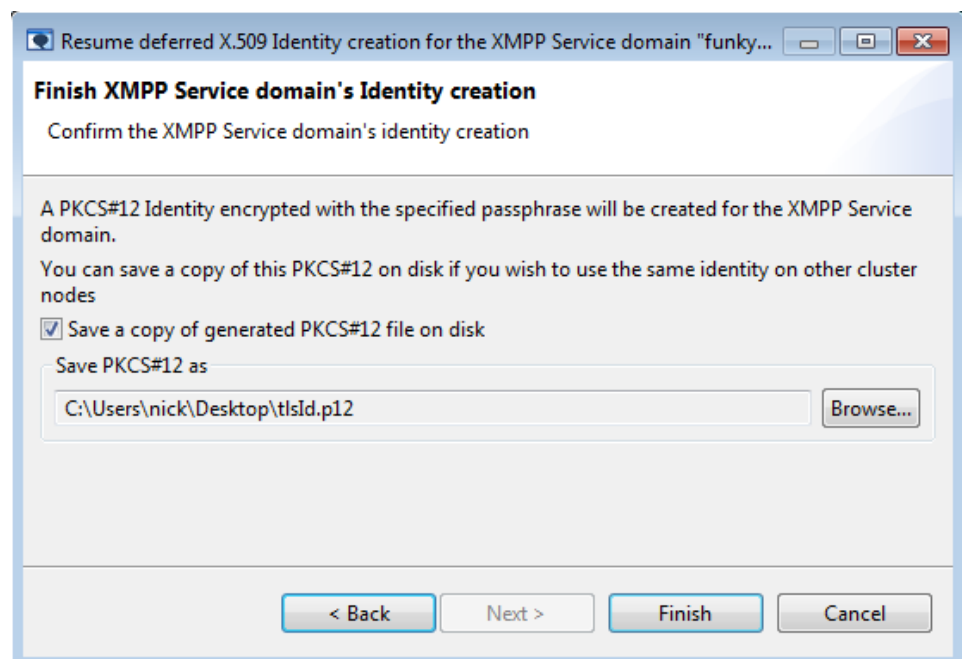 Resume deferred X.509 Identity creation for the XMPP Service domain "funky...
Finish XMPP Service domain's Identity creation
Confirm the XMPP Service domain's identity creation
A PKCS#12 Identity encrypted with the specified passphrase will be created for the XMPP Service
domain.
You can save a copy of this PKCS#12 on disk if you wish to use the same identity on other cluster
nodes
Save a copy of generated PKCS#12 file on disk
Save PKCS#12 as
C:\Users\nick\Desktop\tlsId.p12
Browse...
< Back
Next >
Finish
Cancel